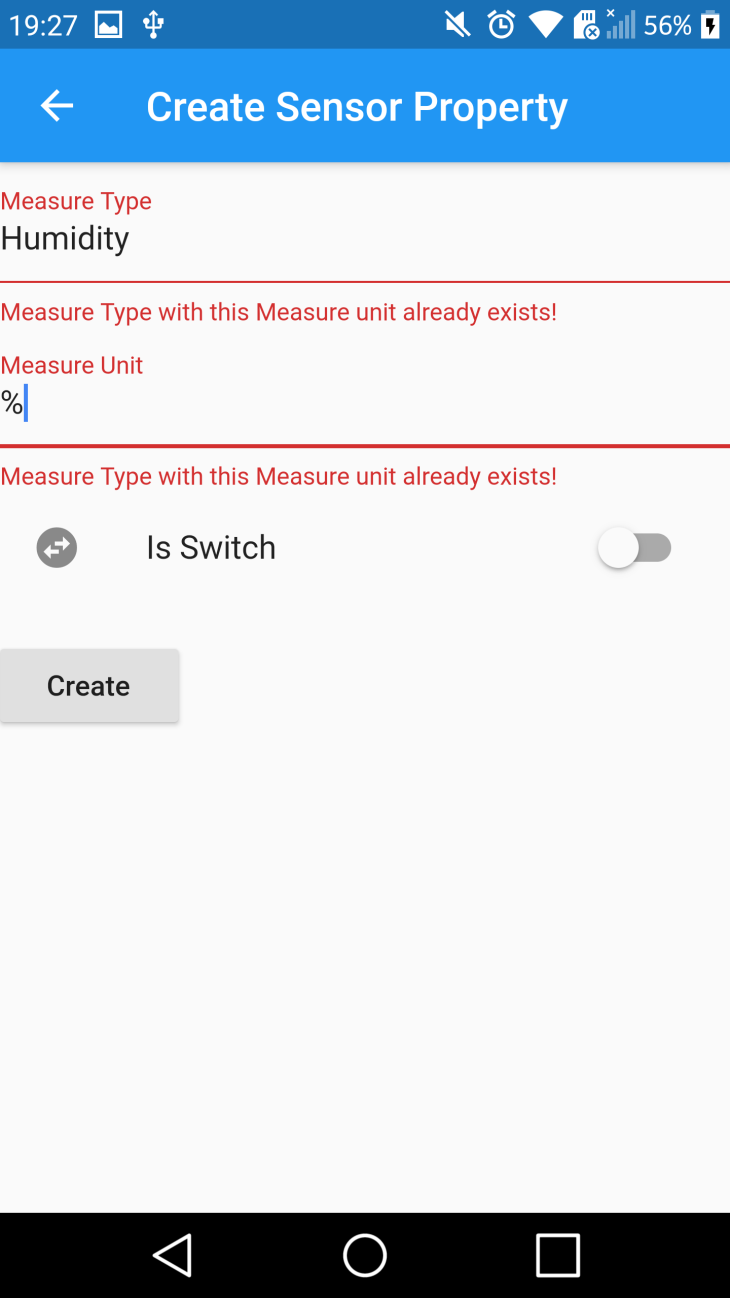 19:27 56%
Create Sensor Property
Measure Type
Humidity
Measure Type with this Measure unit already exists!
Measure Unit
%
Measure Type with this Measure unit already exists!
Is Switch
Create